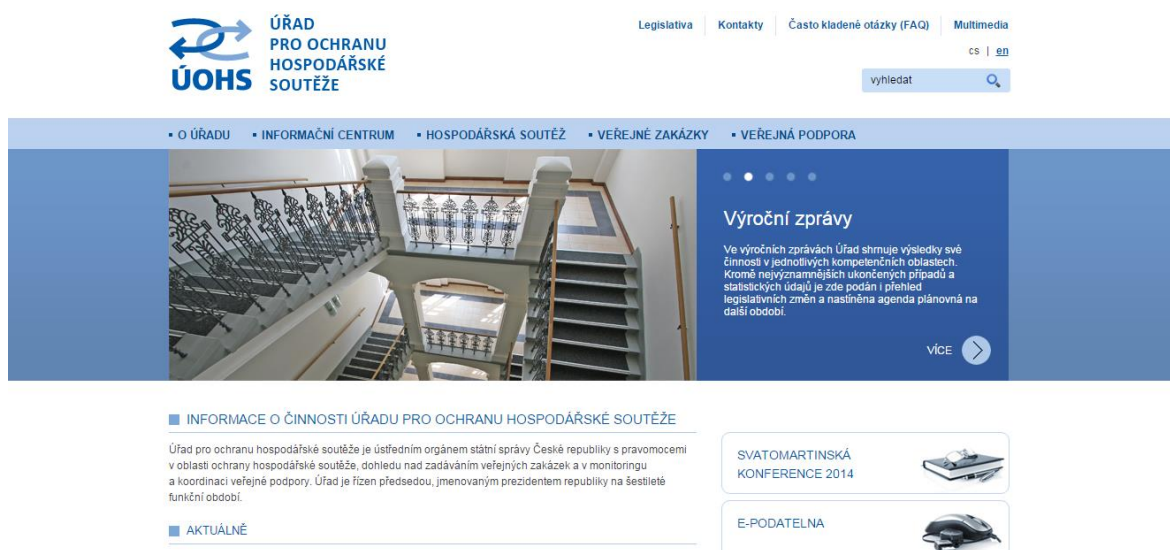 ÚOHS
ÚŘAD
PRO OCHRANU
HOSPODÁŘSKÉ
SOUTĚŽE
Legislativa
Kontakty
Často kladené otázky (FAQ)
Multimedia
cs | en
vyhledat
O ÚŘADU
INFORMAČNÍ CENTRUM
HOSPODÁŘSKÁ SOUTĚŽ
VEŘEJNÉ ZAKÁZKY
VEŘEJNÁ PODPORA
Výroční zprávy
Ve výročních zprávách Úřad shrnuje výsledky své
činnosti v jednotlivých kompetenčních oblastech.
Kromě nejvýznamnějších ukončených případů a
statistických údajů je zde podán i přehled
legislativních změn a nastíněna agenda plánovná na
další období.
VÍCE
INFORMACE O ČINNOSTI ÚŘADU PRO OCHRANU HOSPODÁŘSKÉ SOUTĚŽE
Úřad pro ochranu hospodářské soutěže je ústředním orgánem státní správy České republiky s pravomocemi
v oblasti ochrany hospodářské soutěže, dohledu nad zadáváním veřejných zakázek a v monitoringu
a koordinaci veřejné podpory. Úřad je řízen předsedou, jmenovaným prezidentem republiky na šestileté
funkční období.
AKTUÁLNĚ
SVATOMARTINSKÁ
KONFERENCE 2014
E-PODATELNA